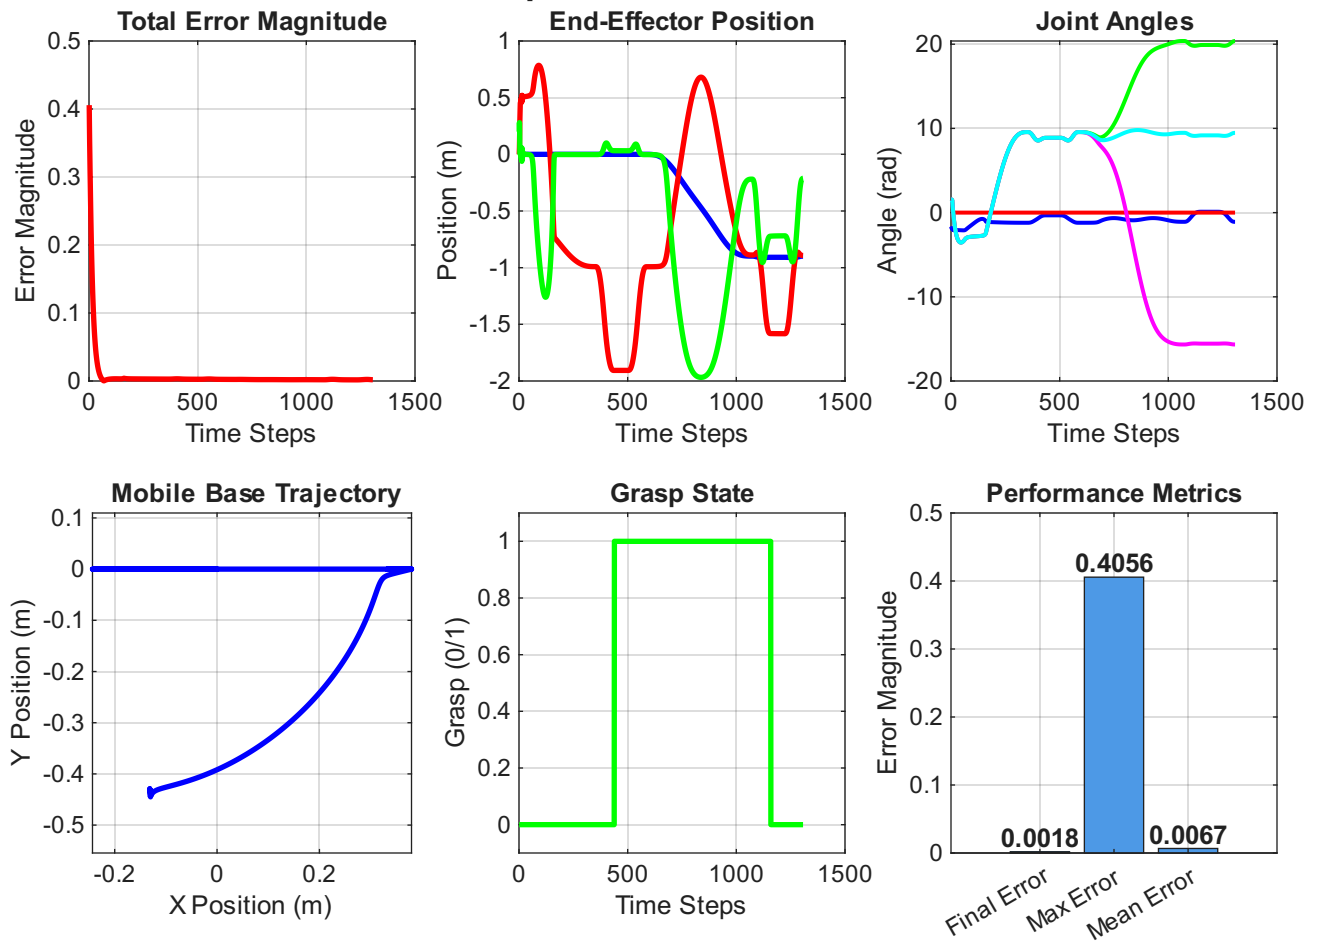 Total Error Magnitude
Error Magnitude
0.5
0.4
0.3
0.2
0.1
0
0 500 1000 1500
Time Steps
End-Effector Position
Position (m)
1
0.5
0
-0.5
-1
-1.5
-2
0 500 1000 1500
Time Steps
Joint Angles
Angle (rad)
20
10
0
-10
-20
0 500 1000 1500
Time Steps
Mobile Base Trajectory
Y Position (m)
0.1
0
-0.1
-0.2
-0.3
-0.4
-0.5
-0.2 0 0.2
X Position (m)
Grasp State
Grasp (0/1)
1
0.8
0.6
0.4
0.2
0
0 500 1000 1500
Time Steps
Performance Metrics
Error Magnitude
0.5
0.4
0.3
0.2
0.1
0
0.0018
0.4056
0.0067
Final Error
Max Error
Mean Error